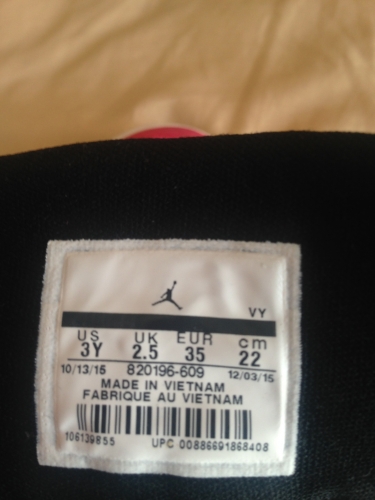 VY
US UK EUR cm
3Y 2.5 35 22
10/13/15 820196-609 12/03/15
MADE IN VIETNAM
FABRIQUE AU VIETNAM
106139855 UPC 00886691868408